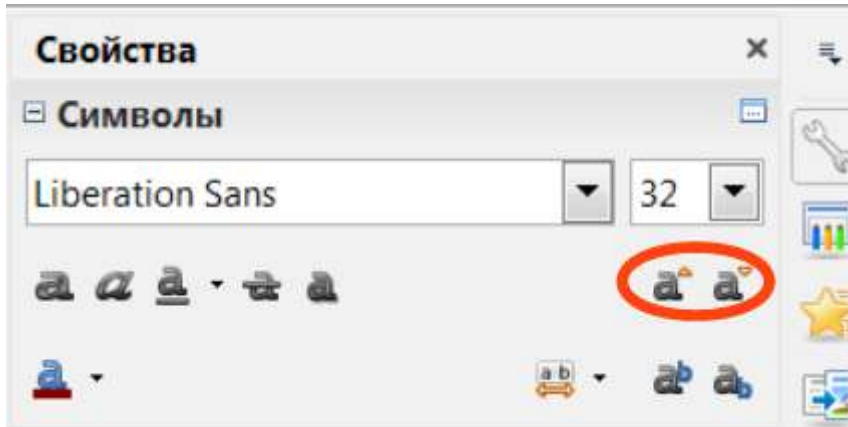 Свойства
Символы
Liberation Sans 32
a a a a a a a
a a b a b a b